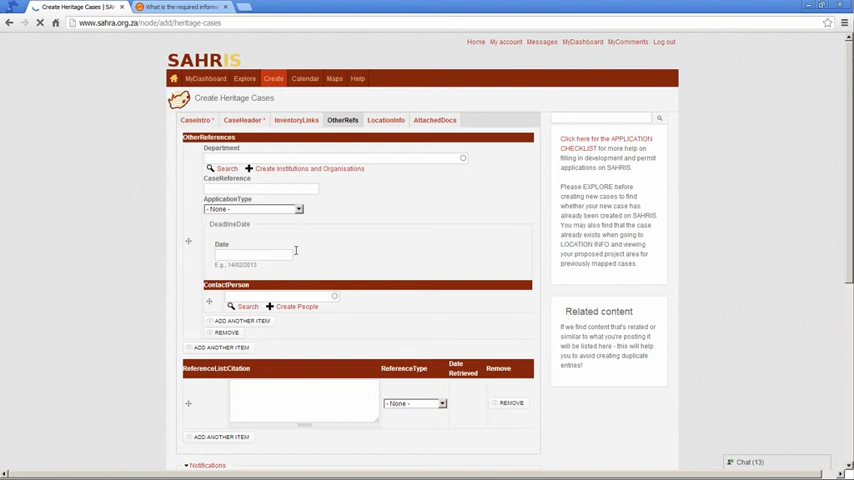 Create Heritage Cases | SA
What is the required inform
www.sahra.org.za/node/add/heritage-cases
Home | My account | Messages | MyDashboard | MyComments | Log out
SAHRIS
MyDashboard Explore Create Calendar Maps Help
Create Heritage Cases
CaseIntro * CaseHeader * InventoryLinks OtherRefs LocationInfo AttachedDocs
OtherReferences
Department
Search Create Institutions and Organisations
CaseReference
ApplicationType
- None -
DeadlineDate
Date
E.g., 14/02/2013
ContactPerson
Search Create People
ADD ANOTHER ITEM
REMOVE
ADD ANOTHER ITEM
ReferenceList:Citation ReferenceType Date Retrieved Remove
- None - REMOVE
ADD ANOTHER ITEM
Notifications
Click here for the APPLICATION
CHECKLIST for more help on
filling in development and permit
applications on SAHRIS.
Please EXPLORE before
creating your new case to find
whether your new case has
already been created on SAHRIS.
You may also find that the case
already exists when going to
LOCATION INFO and viewing
your proposed project area for
previously mapped cases.
Related content
If we find content that's related or
similar to what you're posting it
will be listed here - this will help
you to avoid creating duplicate
entries!
Chat (13)